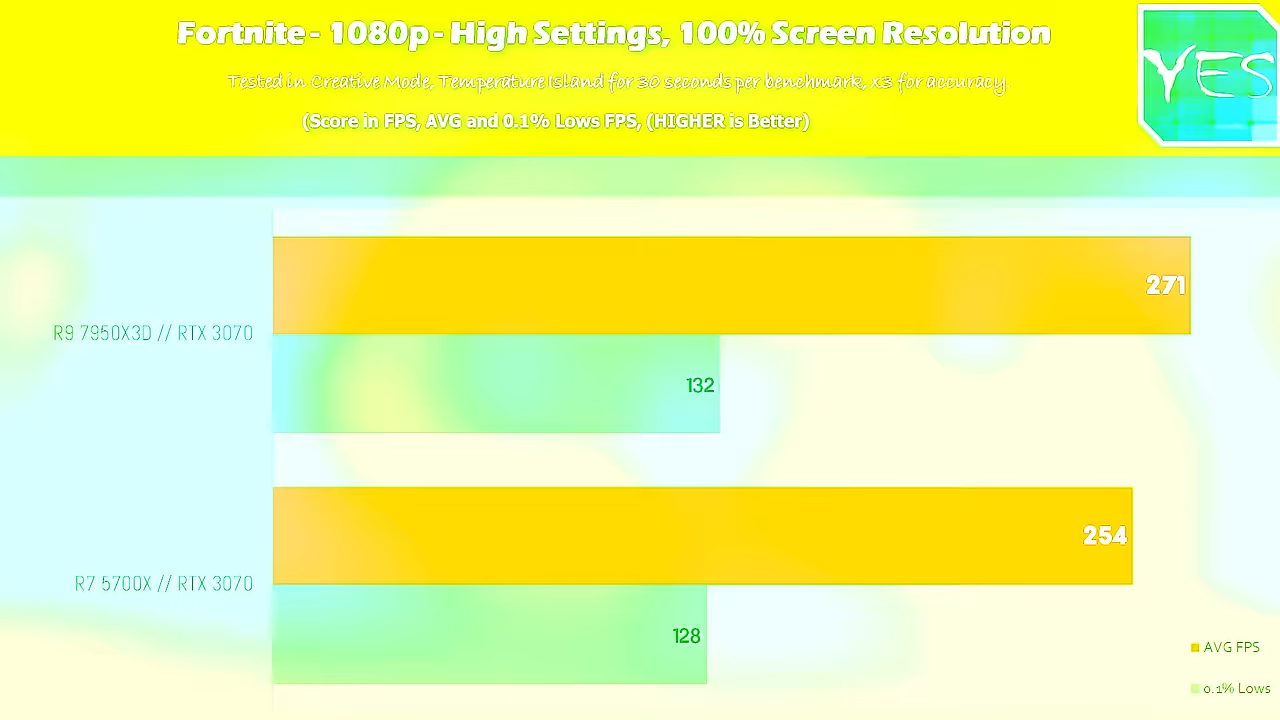 Fortnite - 1080p - High Settings, 100% Screen Resolution
YES
Tested in Creative Mode, Temperature Island for 30 seconds per benchmark, x3 for accuracy.
(Score in FPS, AVG and 0.1% Lows FPS, (HIGHER is Better)
271
R9 7950X3D // RTX 3070
132
254
R7 5700X // RTX 3070
128
AVG FPS
0.1% Lows